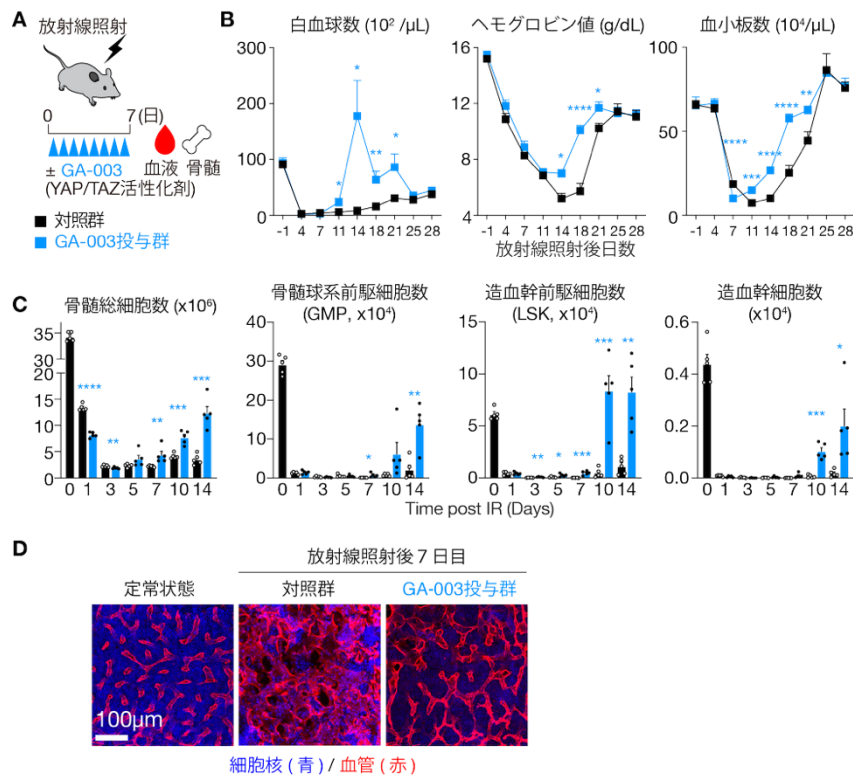 A
放射線照射
0 7(日)
± GA-003
(YAP/TAZ活性化剤)
血液 骨髄
対照群
GA-003投与群
B
白血球数 (10² /μL)
300
200
100
0
* * ** *
-1 4 7 11 14 18 21 25 28
ヘモグロビン値 (g/dL)
16
12
8
4
* **** *
-1 4 7 11 14 18 21 25 28
血小板数 (10⁴/μL)
100
75
50
25
0
**** *** **** **** **
-1 4 7 11 14 18 21 25 28
放射線照射後日数
C
骨髄総細胞数 (x10⁶)
35
30
25
20
15
10
5
0
**** ** ** *** ***
0 1 3 5 7 10 14
骨髄球系前駆細胞数
(GMP, x10⁴)
40
30
20
10
0
* **
0 1 3 5 7 10 14
造血幹前駆細胞数
(LSK, x10⁴)
15
10
5
0
** * *** *** **
0 1 3 5 7 10 14
造血幹細胞数
(x10⁴)
0.6
0.4
0.2
0
*** *
0 1 3 5 7 10 14
Time post IR (Days)
D
放射線照射後 7 日目
定常状態 対照群 GA-003投与群
100μm
細胞核 ( 青 ) / 血管 ( 赤 )